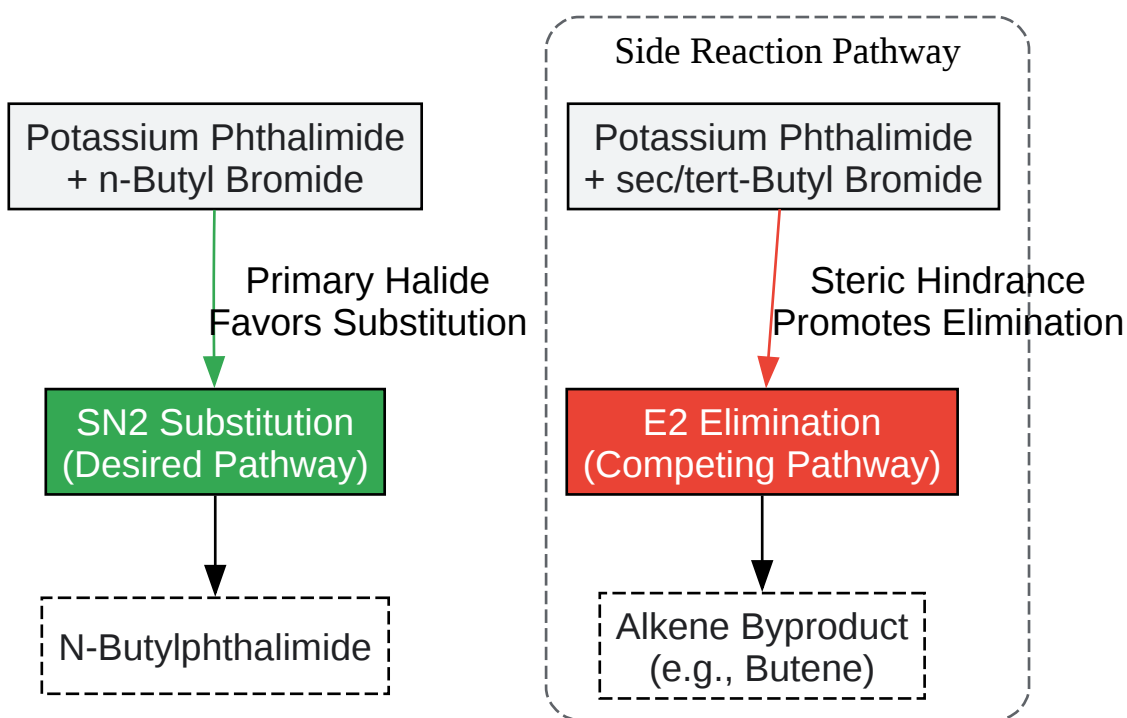 Side Reaction Pathway
Potassium Phthalimide
+ n-Butyl Bromide
Potassium Phthalimide
+ sec/tert-Butyl Bromide
Primary Halide
Favors Substitution
Steric Hindrance
Promotes Elimination
SN2 Substitution
(Desired Pathway)
E2 Elimination
(Competing Pathway)
N-Butylphthalimide
Alkene Byproduct
(e.g., Butene)